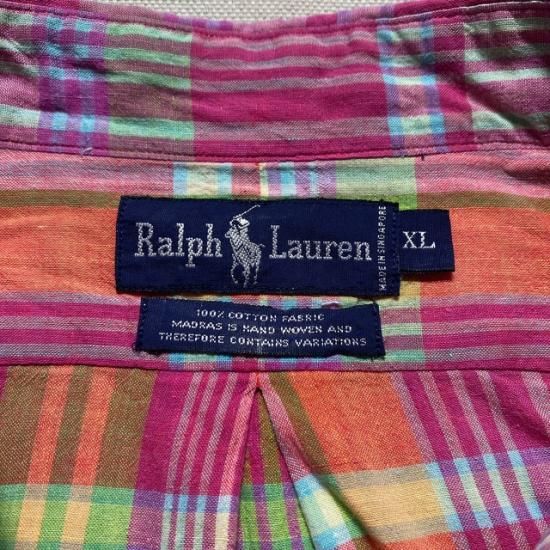 Ralph Lauren
MADE IN SINGAPORE
XL
100% COTTON FABRIC
MADRAS IS HAND WOVEN AND
THEREFORE CONTAINS VARIATIONS